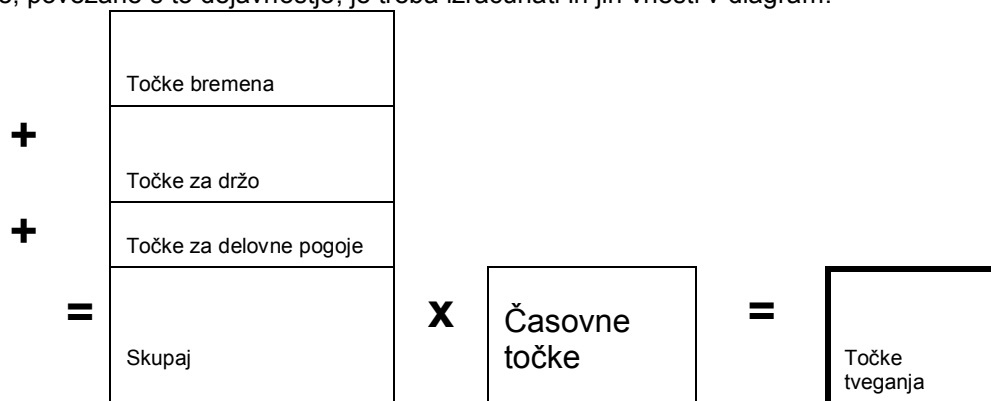 povezano s to dejavnostjo, je treba izračunati in jih vnesti v diagram.
Točke bremena
+
Točke za držo
+
Točke za delovne pogoje
=
Skupaj
x
Časovne
točke
=
Točke
tveganja